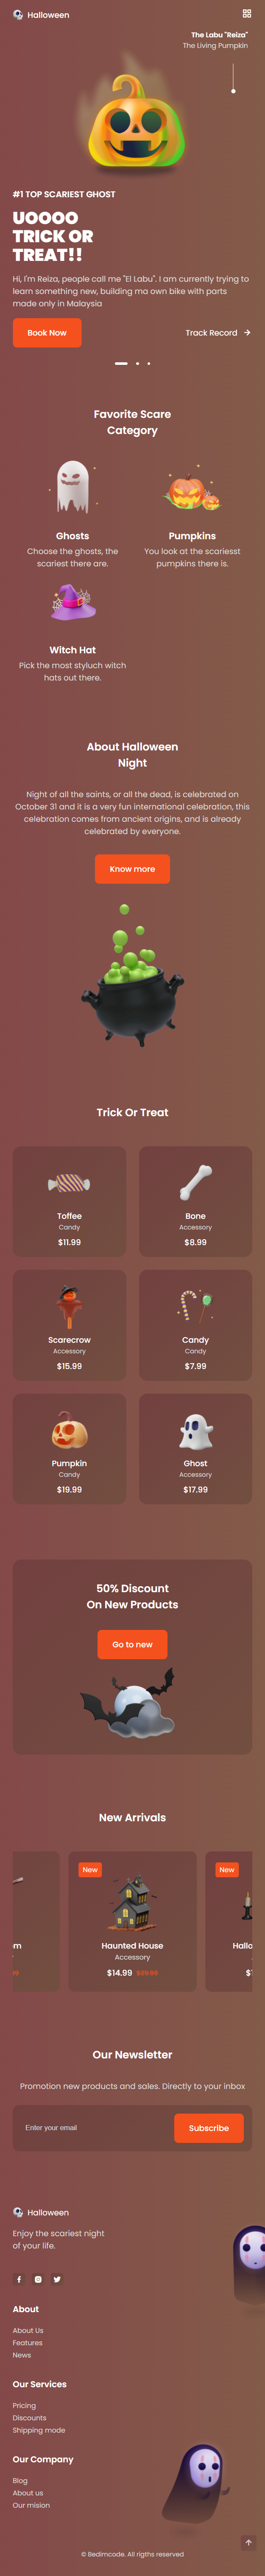 Halloween
The Labu "Reiza"
The Living Pumpkin
#1 TOP SCARIEST GHOST
UOOOO
TRICK OR
TREAT!!
Hi, I'm Reiza, people call me "El Labu". I am currently trying to
learn something new, building ma own bike with parts
made only in Malaysia
Book Now
Track Record
Favorite Scare
Category
Ghosts
Choose the ghosts, the
scariest there are.
Pumpkins
You look at the scariesst
pumpkins there is.
Witch Hat
Pick the most styluch witch
hats out there.
About Halloween
Night
Night of all the saints, or all the dead, is celebrated on
October 31 and it is a very fun international celebration, this
celebration comes from ancient origins, and is already
celebrated by everyone.
Know more
Trick Or Treat
Toffee
Candy
$11.99
Bone
Accessory
$8.99
Scarecrow
Accessory
$15.99
Candy
Candy
$7.99
Pumpkin
Candy
$19.99
Ghost
Accessory
$17.99
50% Discount
On New Products
Go to new
New Arrivals
om
New
Haunted House
Accessory
$14.99
New
Hallo
Our Newsletter
Promotion new products and sales. Directly to your inbox
Enter your email
Subscribe
Halloween
Enjoy the scariest night
of your life.
About
About Us
Features
News
Our Services
Pricing
Discounts
Shipping mode
Our Company
Blog
About us
Our mision
© Bedimcode. All rigths reserved